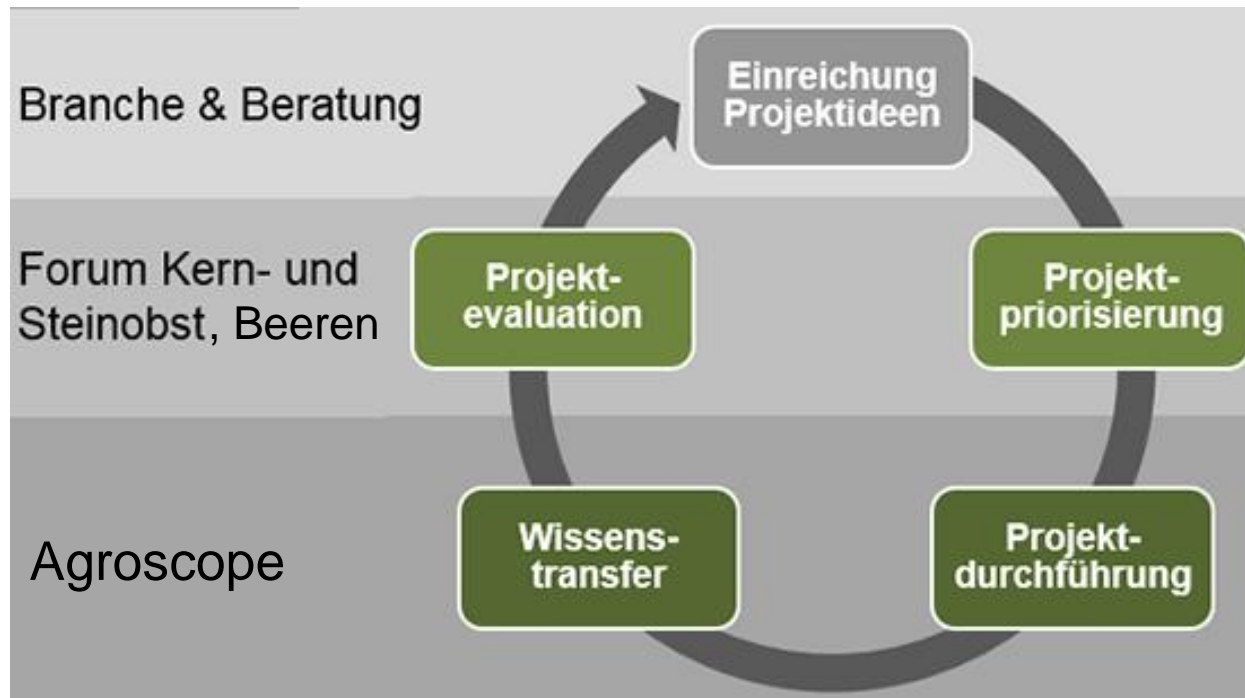 Branche & Beratung
Einreichung
Projektideen
Forum Kern- und
Steinobst, Beeren
Projekt-
evaluation
Projekt-
priorisierung
Agroscope
Wissens-
transfer
Projekt-
durchführung